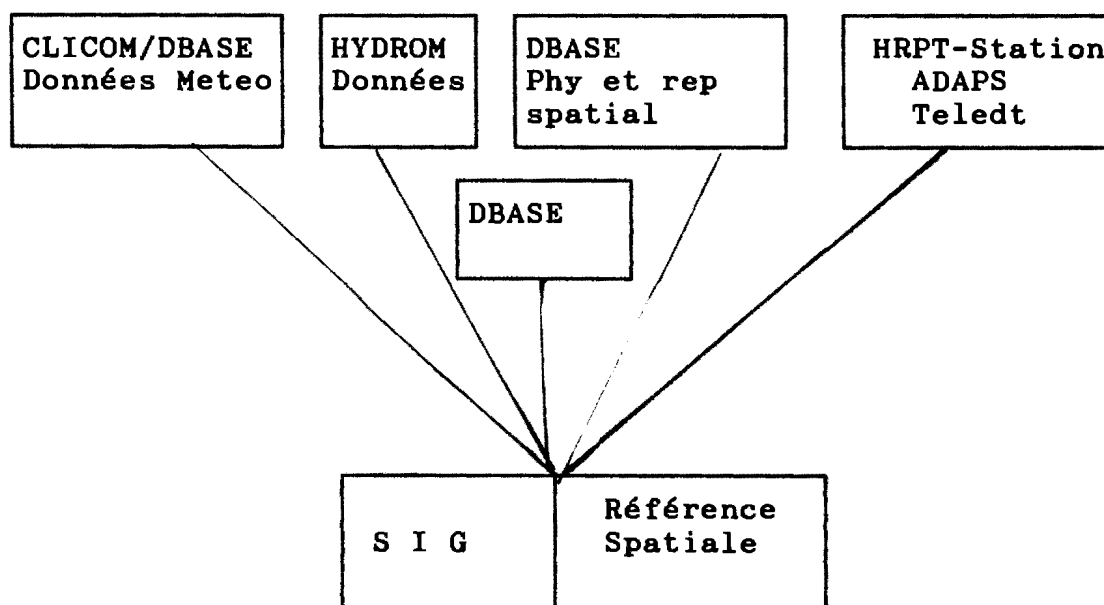 CLICOM/DBASE
Données Meteo
HYDROM
Données
DBASE
Phy et rep
spatial
HRPT-Station
ADAPS
Teledt
DBASE
S I G
Référence
Spatiale